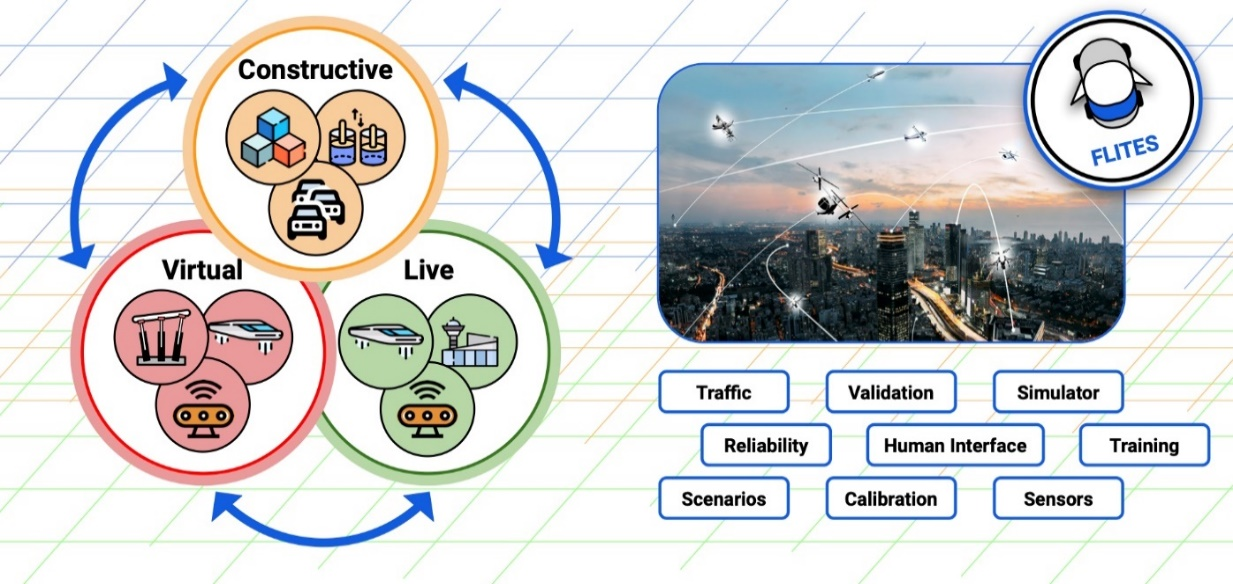 Constructive
Virtual
Live
FLITES
Traffic
Validation
Simulator
Reliability
Human Interface
Training
Scenarios
Calibration
Sensors